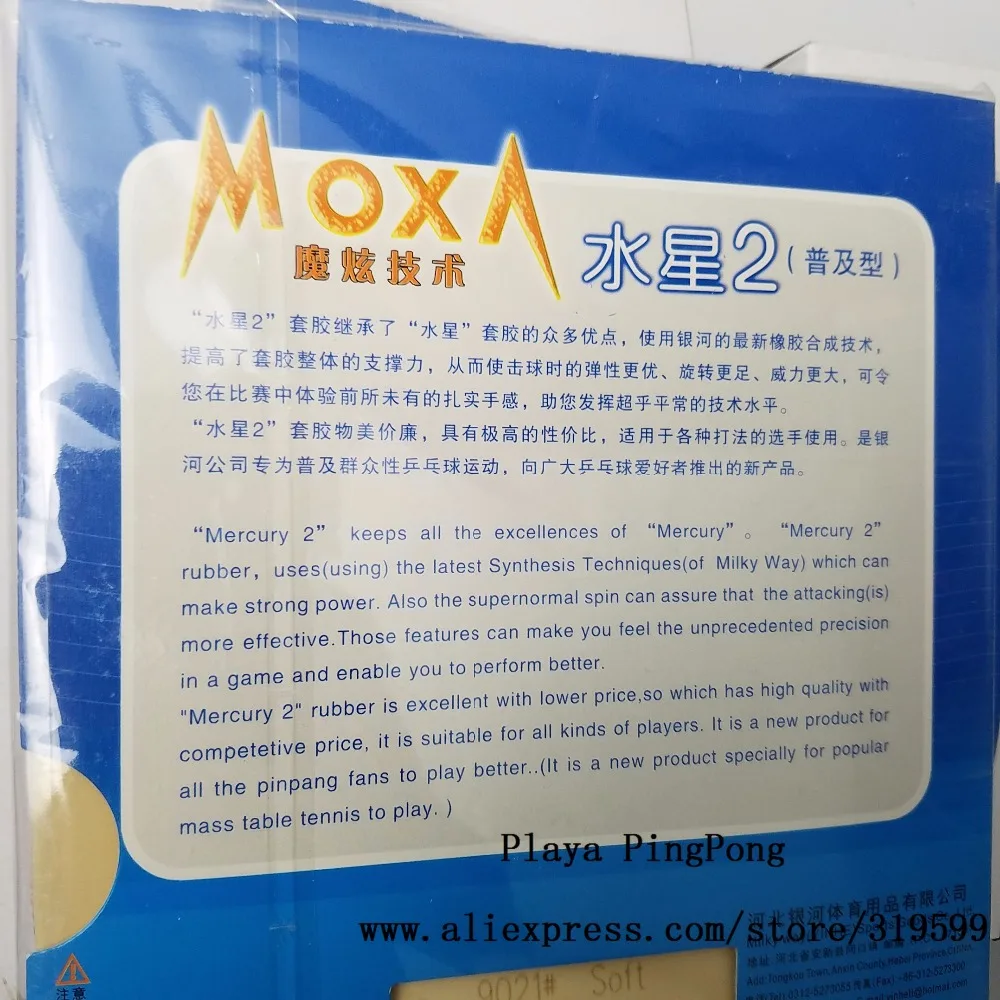 MOXA
魔炫技术
水星2(普及型)
“水星2”套胶继承了“水星”套胶的众多优点，使用银河的最新橡胶合成技术，
提高了套胶整体的支撑力，从而使击球时的弹性更优、旋转更足、威力更大，可令
您在比赛中体验前所未有的扎实手感，助您发挥超乎平常的技术水平。
“水星2”套胶物美价廉，具有极高的性价比，适用于各种打法的选手使用。是银
河公司专为普及群众性乒乓球运动，向广大乒乓球爱好者推出的新产品。
“Mercury 2” keeps all the excellences of “Mercury”。 “Mercury 2”
rubber，uses(using) the latest Synthesis Techniques(of Milky Way) which can
make strong power. Also the supernormal spin can assure that the attacking(is)
more effective.Those features can make you feel the unprecedented precision
in a game and enable you to perform better.
"Mercury 2" rubber is excellent with lower price,so which has high quality with
competetive price, it is suitable for all kinds of players. It is a new product for
all the pinpang fans to play better..(It is a new product specially for popular
mass table tennis to play. )
Playa PingPong
河北银河体育用品有限公司
www.aliexpress.com/store/319599
Add:Tongkou Town,Anxin County,Hebei Province,China
注意
9021# Soft